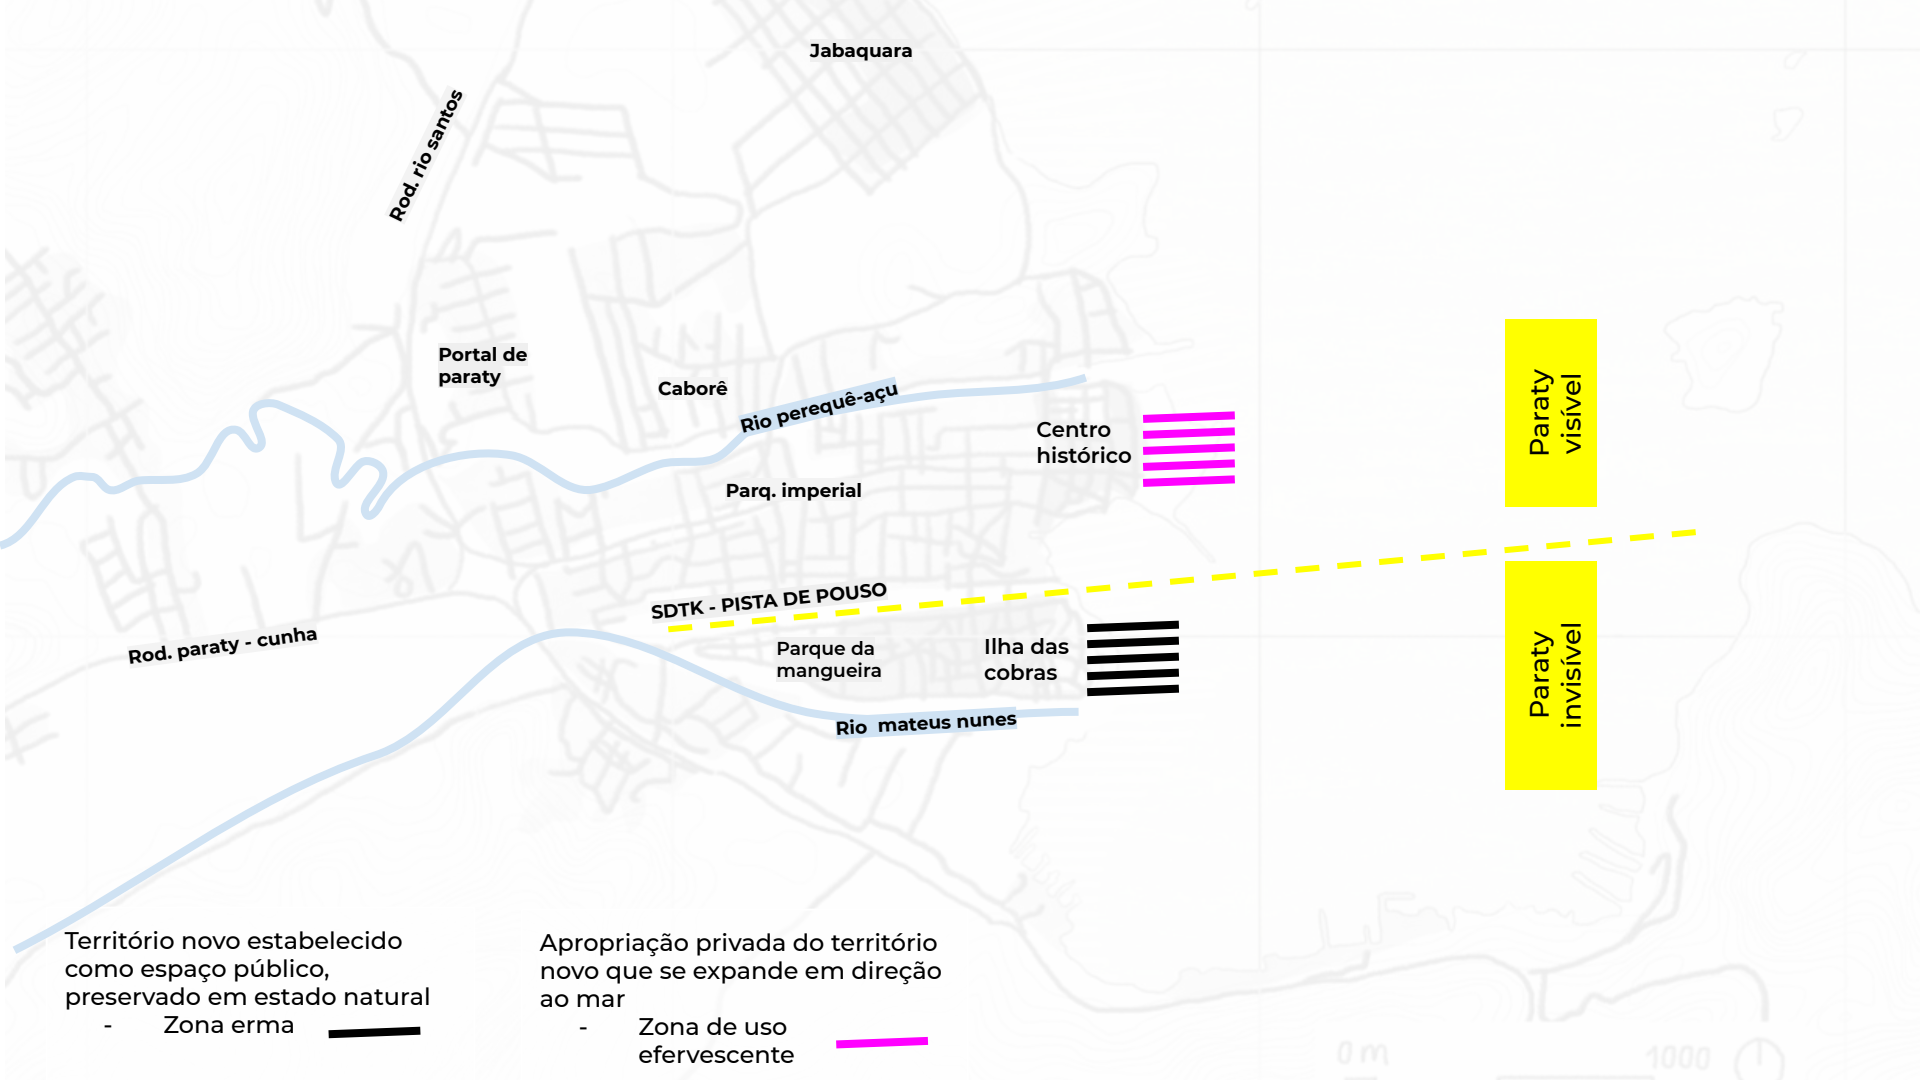 Jabaquara
Rod. rio santos
Portal de
paraty
Caborê
Rio perequê-açu
Centro
histórico
Paraty
visível
Parq. imperial
SDTK - PISTA DE POUSO
Rod. paraty - cunha
Parque da
mangueira
Ilha das
cobras
Paraty
invisível
Rio  mateus nunes
Território novo estabelecido
como espaço público,
preservado em estado natural
- Zona erma
Apropriação privada do território
novo que se expande em direção
ao mar
- Zona de uso
efervescente
0 m
1000